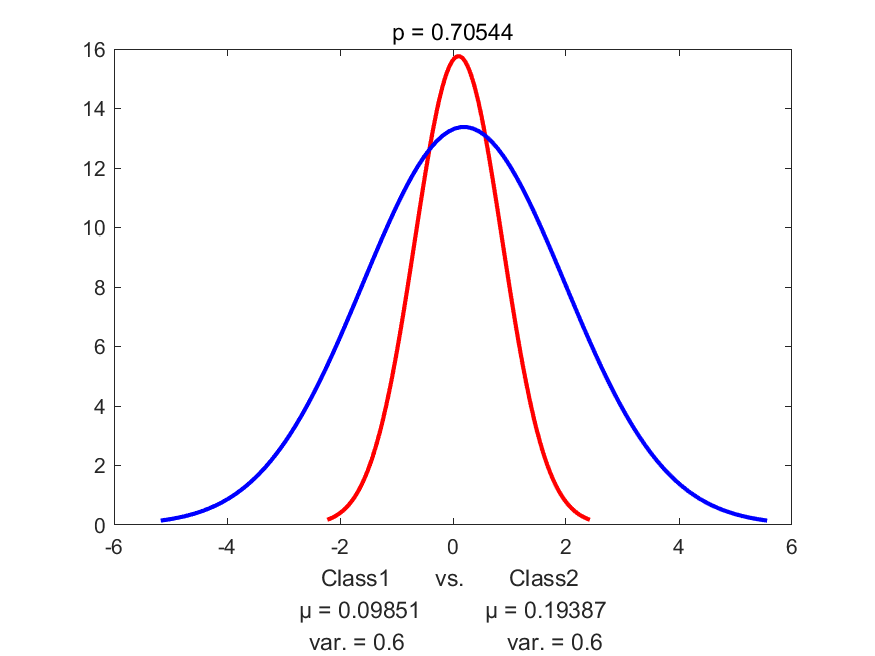 p = 0.70544
16
14
12
10
8
6
4
2
0
-6 -4 -2 0 2 4 6
Class1 vs. Class2
μ = 0.09851 μ = 0.19387
var. = 0.6 var. = 0.6